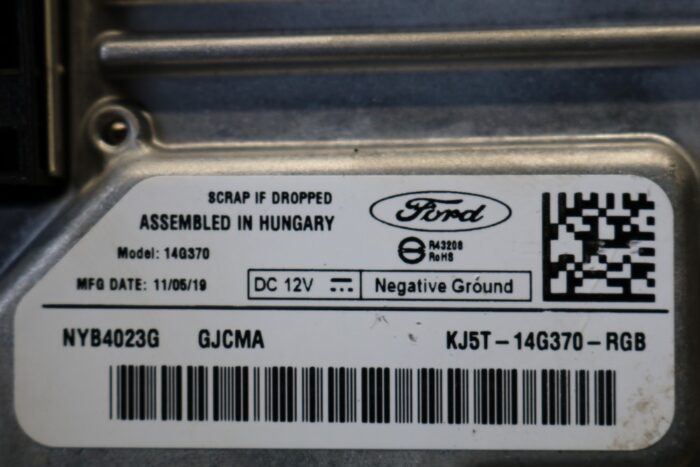 SCRAP IF DROPPED
ASSEMBLED IN HUNGARY
Model: 14G370
MFG DATE: 11/05/19
Ford
R43208
RoHS
DC 12V
Negative Ground
NYB4023G GJCMA KJ5T-14G370-RGB